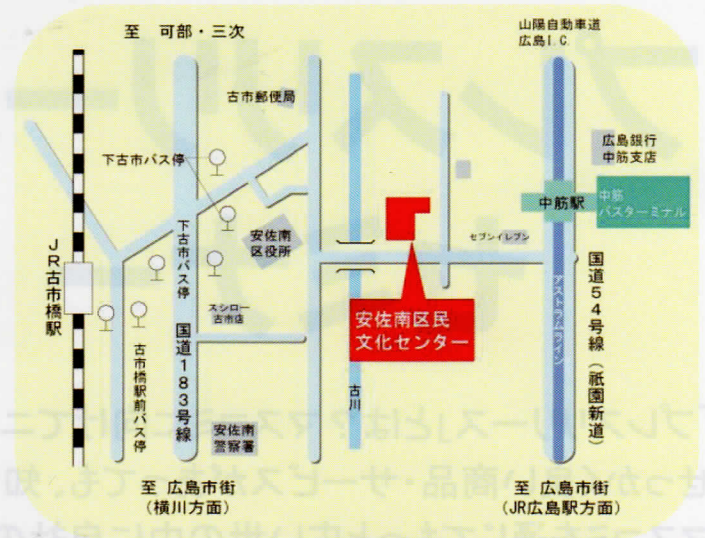 至 可部・三次
山陽自動車道
広島I.C.
古市郵便局
広島銀行
中筋支店
下古市バス停
中筋駅
中筋
バスターミナル
安佐南
区役所
セブンイレブン
下古市バス停
JR古市橋駅
スシロー
古市店
安佐南区民
文化センター
アストラムライン
国道54号線(祇園新道)
国道183号線
古市橋駅前バス停
古川
安佐南
警察署
至 広島市街
(横川方面)
至 広島市街
(JR広島駅方面)